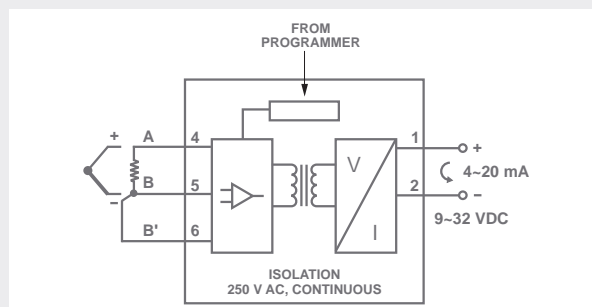 FROM
PROGRAMMER
+ A 4
B 5
−
B' 6
V
I
1 +
4~20 mA
2 −
9~32 VDC
ISOLATION
250 V AC, CONTINUOUS